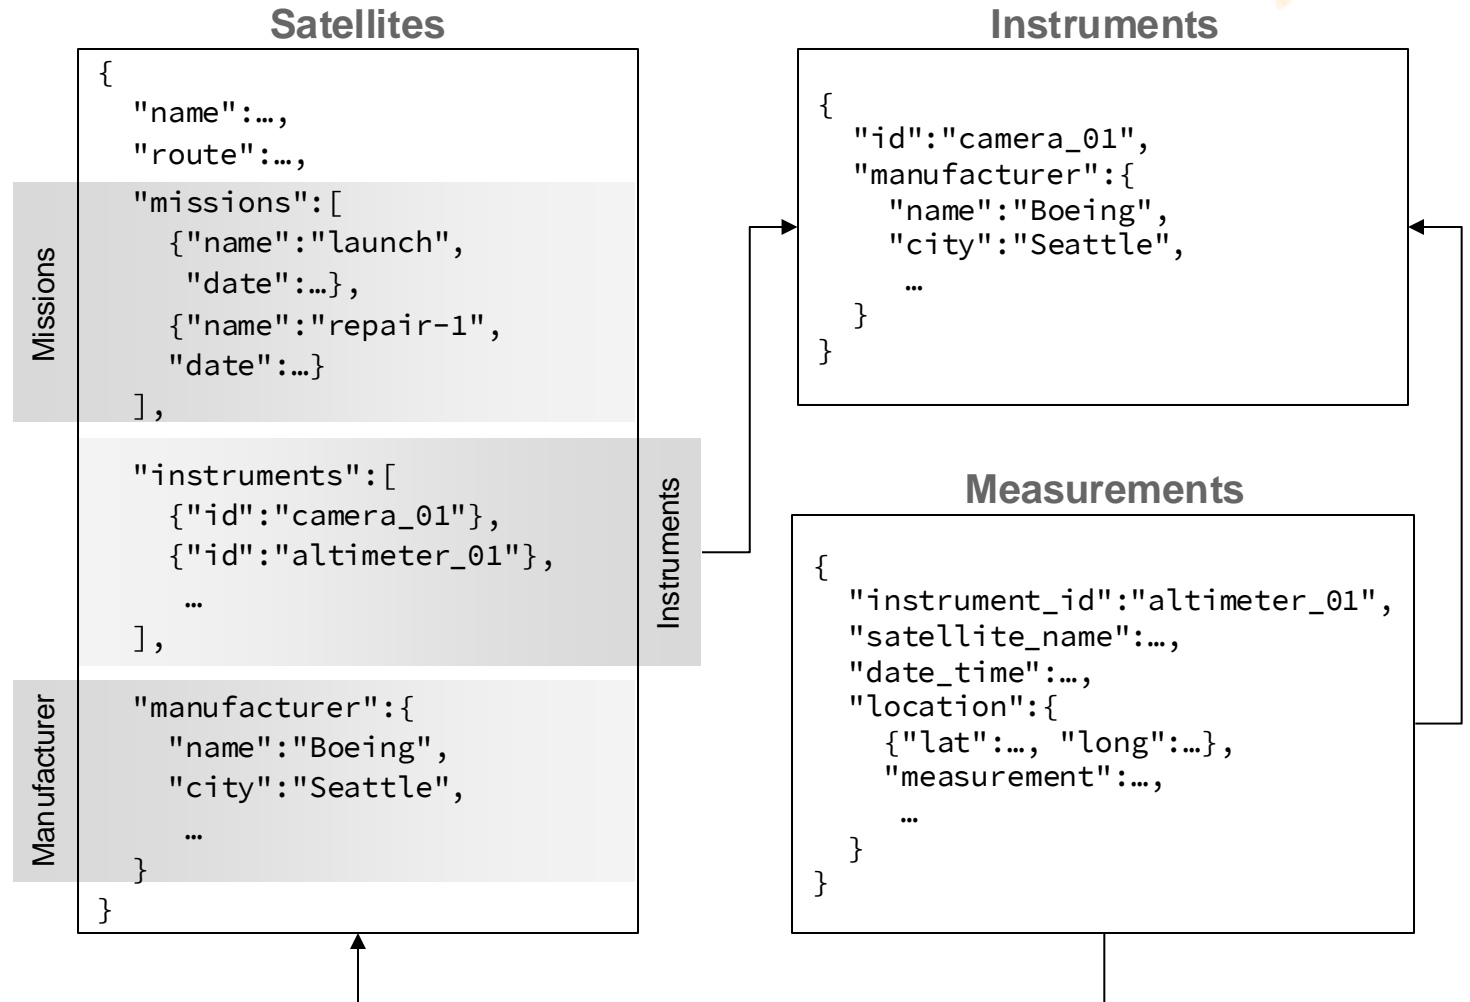 Satellites
{
"name":…,
"route":…,
Missions
"missions":[
{"name":"launch",
"date":…},
{"name":"repair-1",
"date":…}
],
"instruments":[
{"id":"camera_01"},
{"id":"altimeter_01"},
…
],
Instruments
Manufacturer
"manufacturer":{
"name":"Boeing",
"city":"Seattle",
…
}
}
Instruments
{
"id":"camera_01",
"manufacturer":{
"name":"Boeing",
"city":"Seattle",
…
}
}
Measurements
{
"instrument_id":"altimeter_01",
"satellite_name":…,
"date_time":…,
"location":{
{"lat":…, "long":…},
"measurement":…,
…
}
}